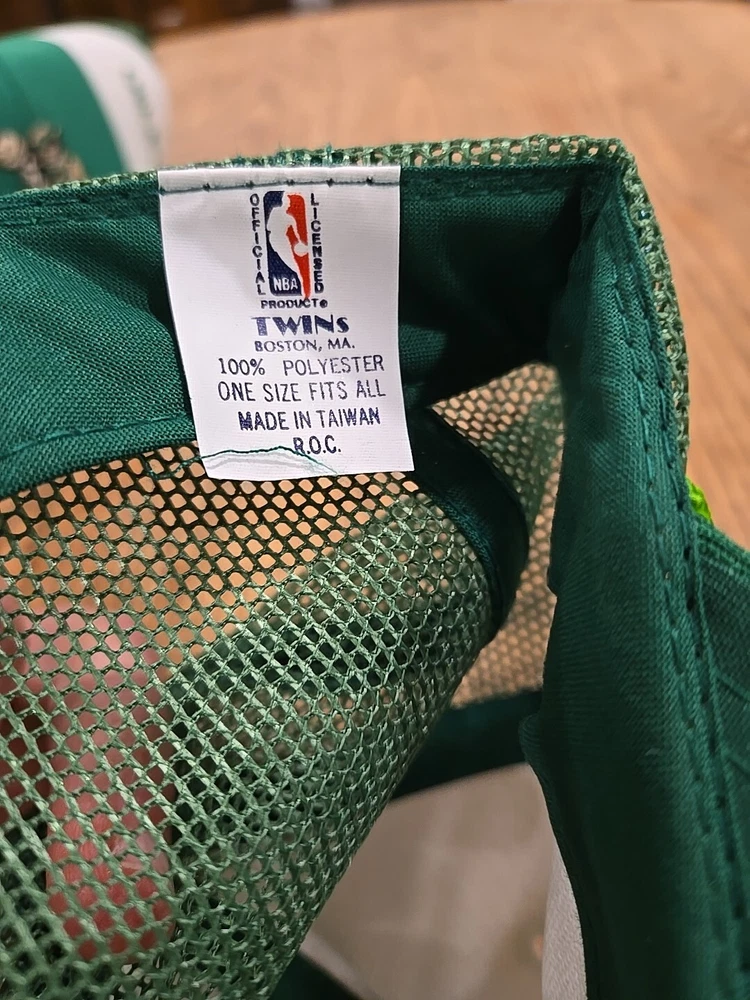 OFFICIAL
LICENSED
NBA
PRODUCT®
TWINS
BOSTON, MA.
100% POLYESTER
ONE SIZE FITS ALL
MADE IN TAIWAN
R.O.C.